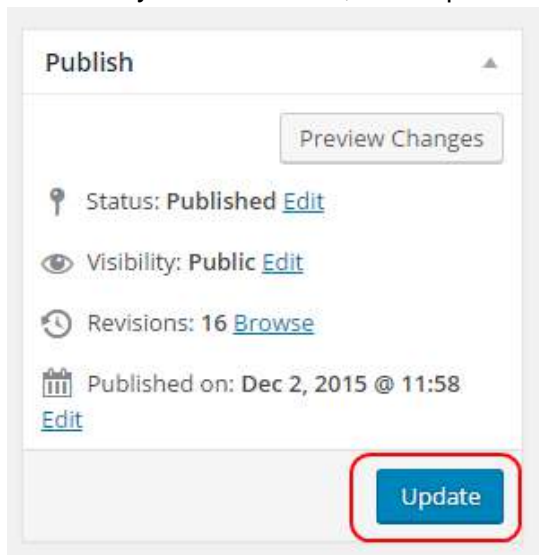 Publish
Preview Changes
Status: Published Edit
Visibility: Public Edit
Revisions: 16 Browse
Published on: Dec 2, 2015 @ 11:58
Edit
Update